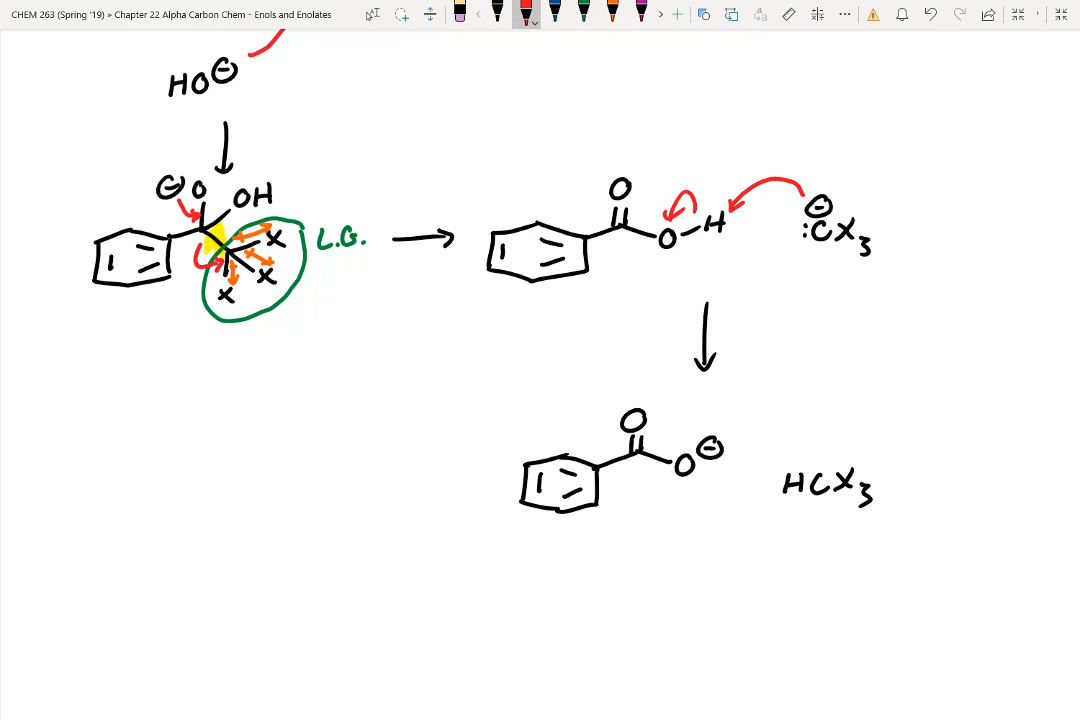 CHEM 263 (Spring '19) » Chapter 22 Alpha Carbon Chem - Enols and Enolates
HO⊖
⊖ O OH
X
X
X
L.G.
O
O H
⊖
:CX3
O
O⊖
HCX3